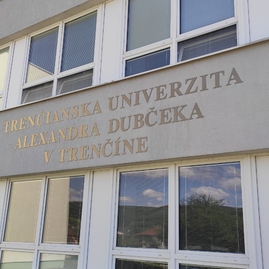 TRENČIANSKA UNIVERZITA
ALEXANDRA DUBČEKA
V TRENČÍNE